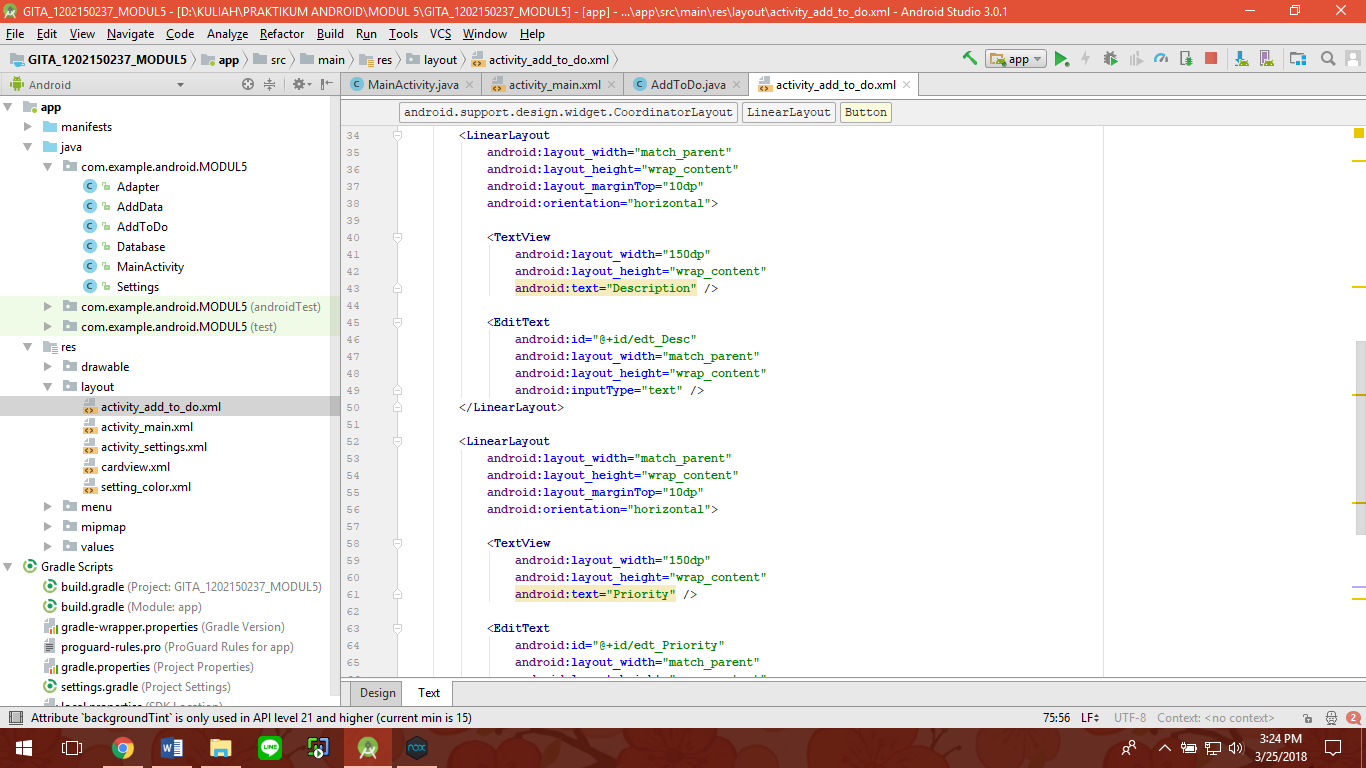 GITA_1202150237_MODUL5 - [D:\KULIAH\PRAKTIKUM ANDROID\MODUL 5\GITA_1202150237_MODUL5] - [app] - ...\app\src\main\res\layout\activity_add_to_do.xml - Android Studio 3.0.1
File Edit View Navigate Code Analyze Refactor Build Run Tools VCS Window Help
GITA_1202150237_MODUL5 app src main res layout activity_add_to_do.xml app
Android
MainActivity.java activity_main.xml AddToDo.java activity_add_to_do.xml
app
manifests
java
com.example.android.MODUL5
Adapter
AddData
AddToDo
Database
MainActivity
Settings
com.example.android.MODUL5 (androidTest)
com.example.android.MODUL5 (test)
res
drawable
layout
activity_add_to_do.xml
activity_main.xml
activity_settings.xml
cardview.xml
setting_color.xml
menu
mipmap
values
Gradle Scripts
build.gradle (Project: GITA_1202150237_MODUL5)
build.gradle (Module: app)
gradle-wrapper.properties (Gradle Version)
proguard-rules.pro (ProGuard Rules for app)
gradle.properties (Project Properties)
settings.gradle (Project Settings)
local.properties (SDK Location)
android.support.design.widget.CoordinatorLayout LinearLayout Button
34 <LinearLayout
35 android:layout_width="match_parent"
36 android:layout_height="wrap_content"
37 android:layout_marginTop="10dp"
38 android:orientation="horizontal">
39
40 <TextView
41 android:layout_width="150dp"
42 android:layout_height="wrap_content"
43 android:text="Description" />
44
45 <EditText
46 android:id="@+id/edt_Desc"
47 android:layout_width="match_parent"
48 android:layout_height="wrap_content"
49 android:inputType="text" />
50 </LinearLayout>
51
52 <LinearLayout
53 android:layout_width="match_parent"
54 android:layout_height="wrap_content"
55 android:layout_marginTop="10dp"
56 android:orientation="horizontal">
57
58 <TextView
59 android:layout_width="150dp"
60 android:layout_height="wrap_content"
61 android:text="Priority" />
62
63 <EditText
64 android:id="@+id/edt_Priority"
65 android:layout_width="match_parent"
Design Text
Attribute `backgroundTint` is only used in API level 21 and higher (current min is 15) 75:56 LF UTF-8 Context: <no context> 2
nox
3:24 PM
3/25/2018